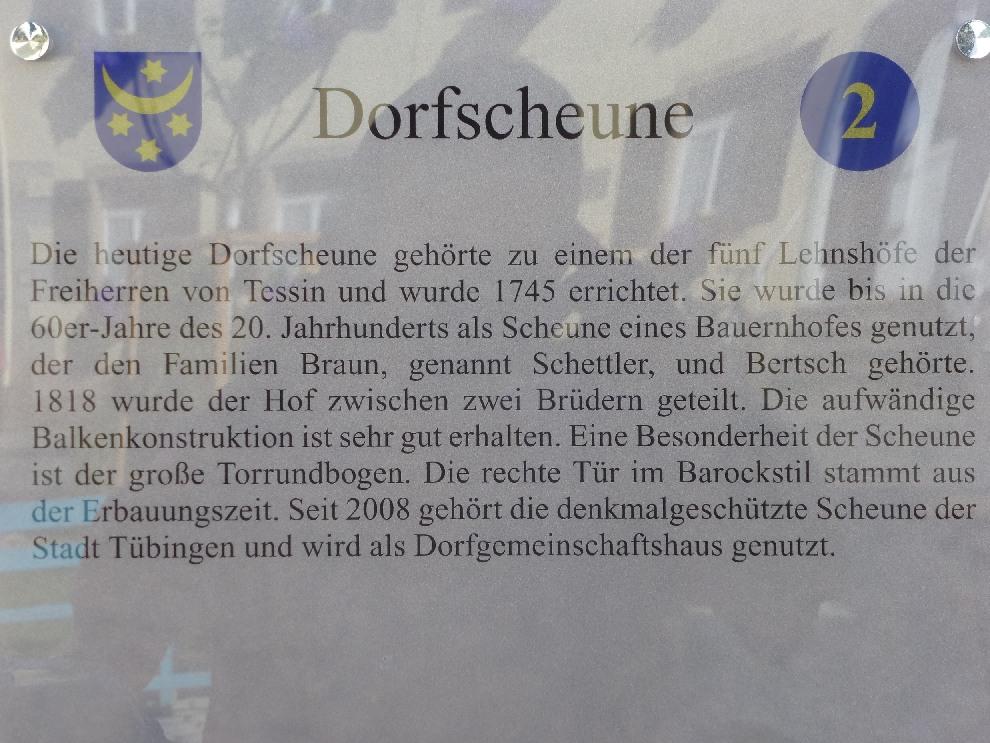 Dorfscheune
2
Die heutige Dorfscheune gehörte zu einem der fünf Lehnshöfe der
Freiherren von Tessin und wurde 1745 errichtet. Sie wurde bis in die
60er-Jahre des 20. Jahrhunderts als Scheune eines Bauernhofes genutzt,
der den Familien Braun, genannt Schettler, und Bertsch gehörte.
1818 wurde der Hof zwischen zwei Brüdern geteilt. Die aufwändige
Balkenkonstruktion ist sehr gut erhalten. Eine Besonderheit der Scheune
ist der große Torrundbogen. Die rechte Tür im Barockstil stammt aus
der Erbauungszeit. Seit 2008 gehört die denkmalgeschützte Scheune der
Stadt Tübingen und wird als Dorfgemeinschaftshaus genutzt.